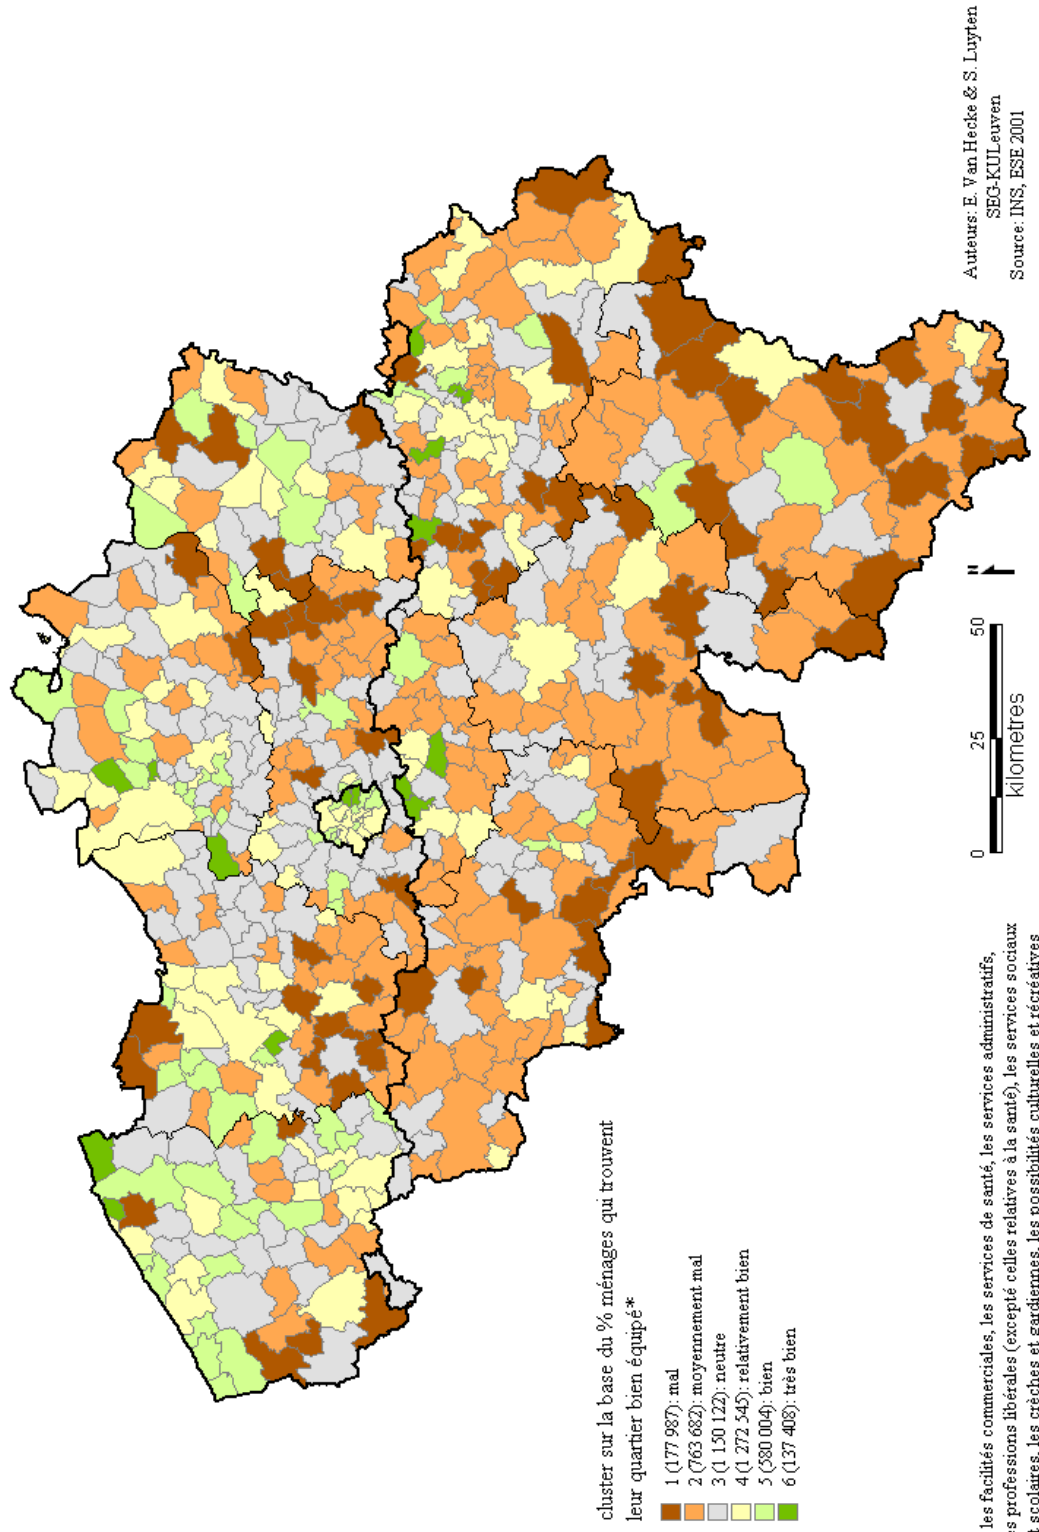 cluster sur la base du % ménages qui trouvent
leur quartier bien équipé*
1 (177 987): mal
2 (763 682): moyennement mal
3 (1 150 122): neutre
4 (1 272 545): relativement bien
5 (580 004): bien
6 (137 408): très bien
0 25 50
kilometres
Auteurs: E. Van Hecke & S. Luyten
SEG-KULeuven
Source: INS, ESE 2001
les facilités commerciales, les services de santé, les services administratifs,
professions libérales (excepté celles relatives à la santé), les services sociaux
scolaires, les crèches et gardiennes, les possibilités culturelles et récréatives